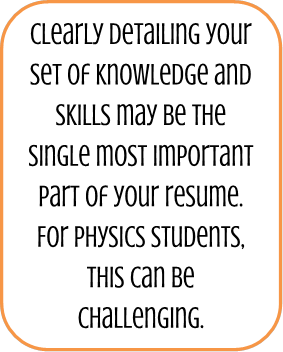 Clearly detailing your
set of knowledge and
skills may be the
single most important
part of your resume.
For physics students,
this can be
challenging.